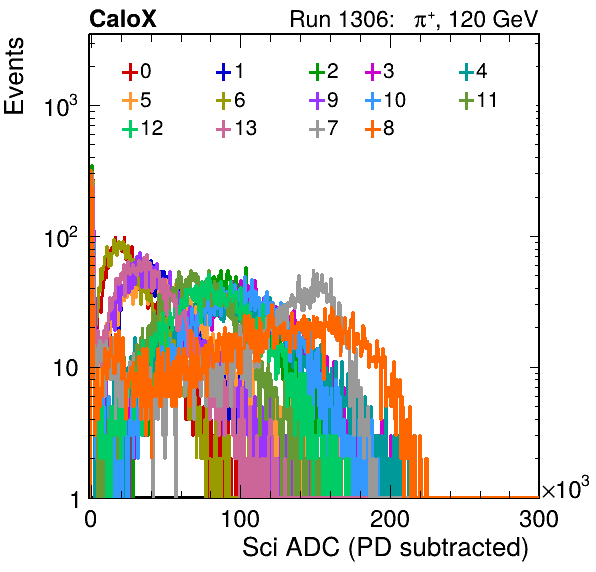 CaloX Run 1306: π⁺, 120 GeV
Events
0 1 2 3 4
5 6 9 10 11
12 13 7 8
10³
10²
10
1
0 100 200 300
×10³
Sci ADC (PD subtracted)